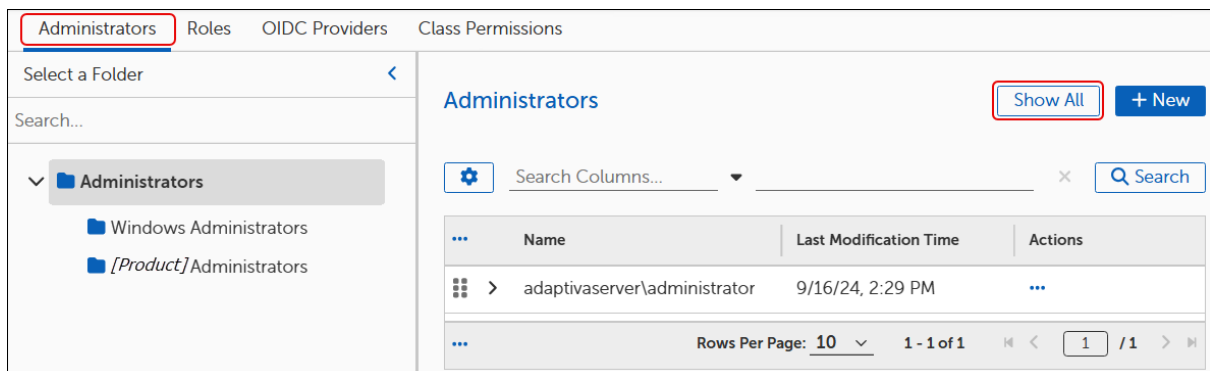 Administrators Roles OIDC Providers Class Permissions
Select a Folder
Search...
Administrators
Windows Administrators
[Product] Administrators
Administrators
Show All + New
Search Columns... Search
Name Last Modification Time Actions
adaptivaserver\administrator 9/16/24, 2:29 PM
Rows Per Page: 10 1 - 1 of 1 1 / 1